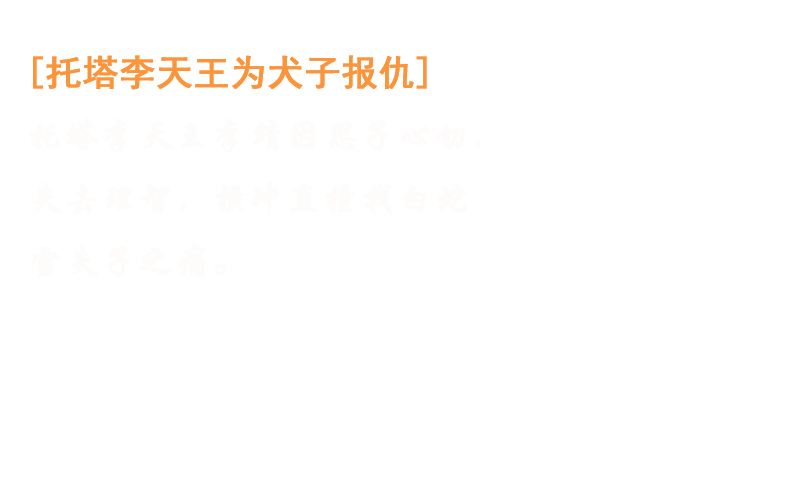 [托塔李天王为犬子报仇]
托塔李天王李靖因思子心切,
失去理智, 横冲直撞找白蛇
雪失子之痛。